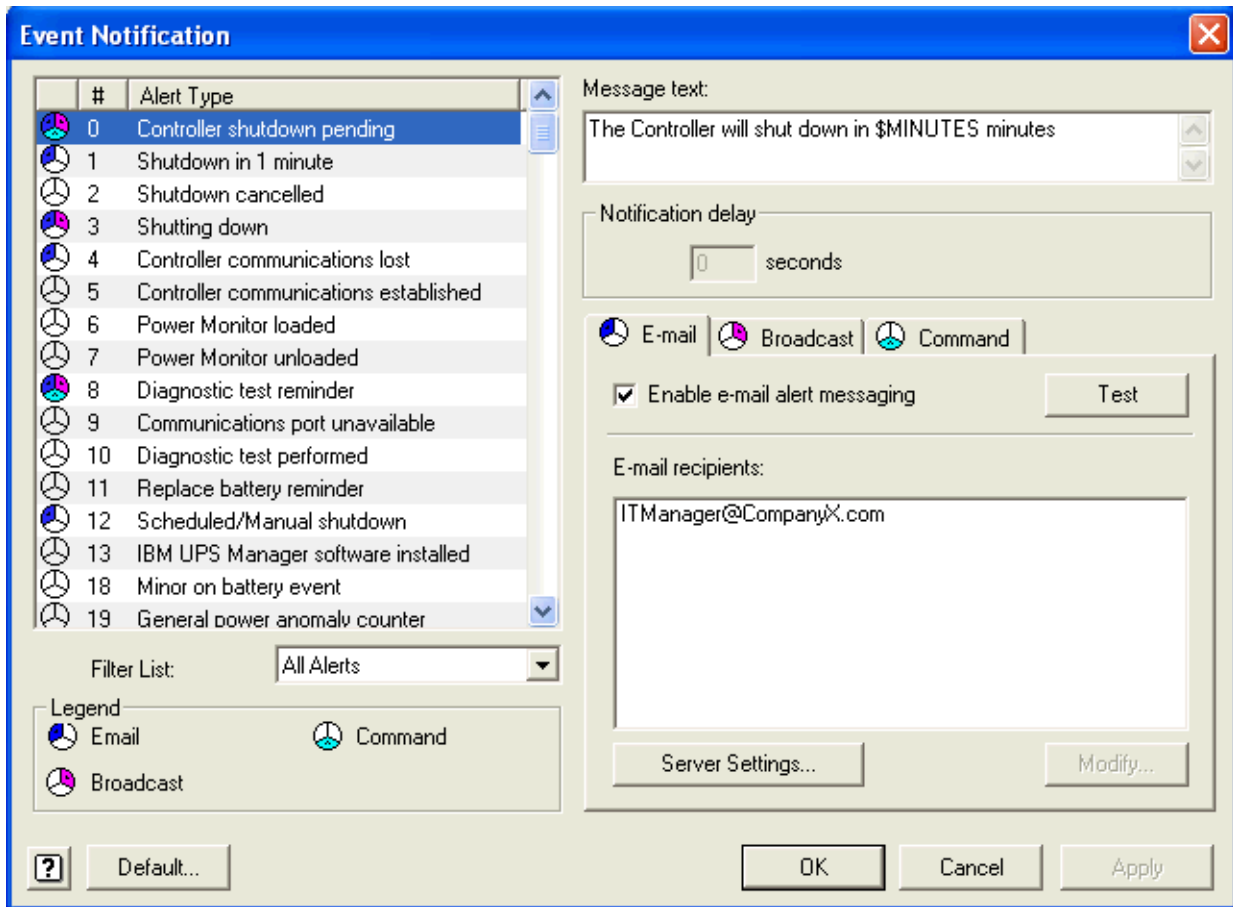 Event Notification
# Alert Type
0 Controller shutdown pending
1 Shutdown in 1 minute
2 Shutdown cancelled
3 Shutting down
4 Controller communications lost
5 Controller communications established
6 Power Monitor loaded
7 Power Monitor unloaded
8 Diagnostic test reminder
9 Communications port unavailable
10 Diagnostic test performed
11 Replace battery reminder
12 Scheduled/Manual shutdown
13 IBM UPS Manager software installed
18 Minor on battery event
19 General power anomaly counter
Filter List: All Alerts
Legend
Email Command
Broadcast
Message text:
The Controller will shut down in $MINUTES minutes
Notification delay
0 seconds
E-mail Broadcast Command
Enable e-mail alert messaging Test
E-mail recipients:
ITManager@CompanyX.com
Server Settings... Modify...
? Default... OK Cancel Apply